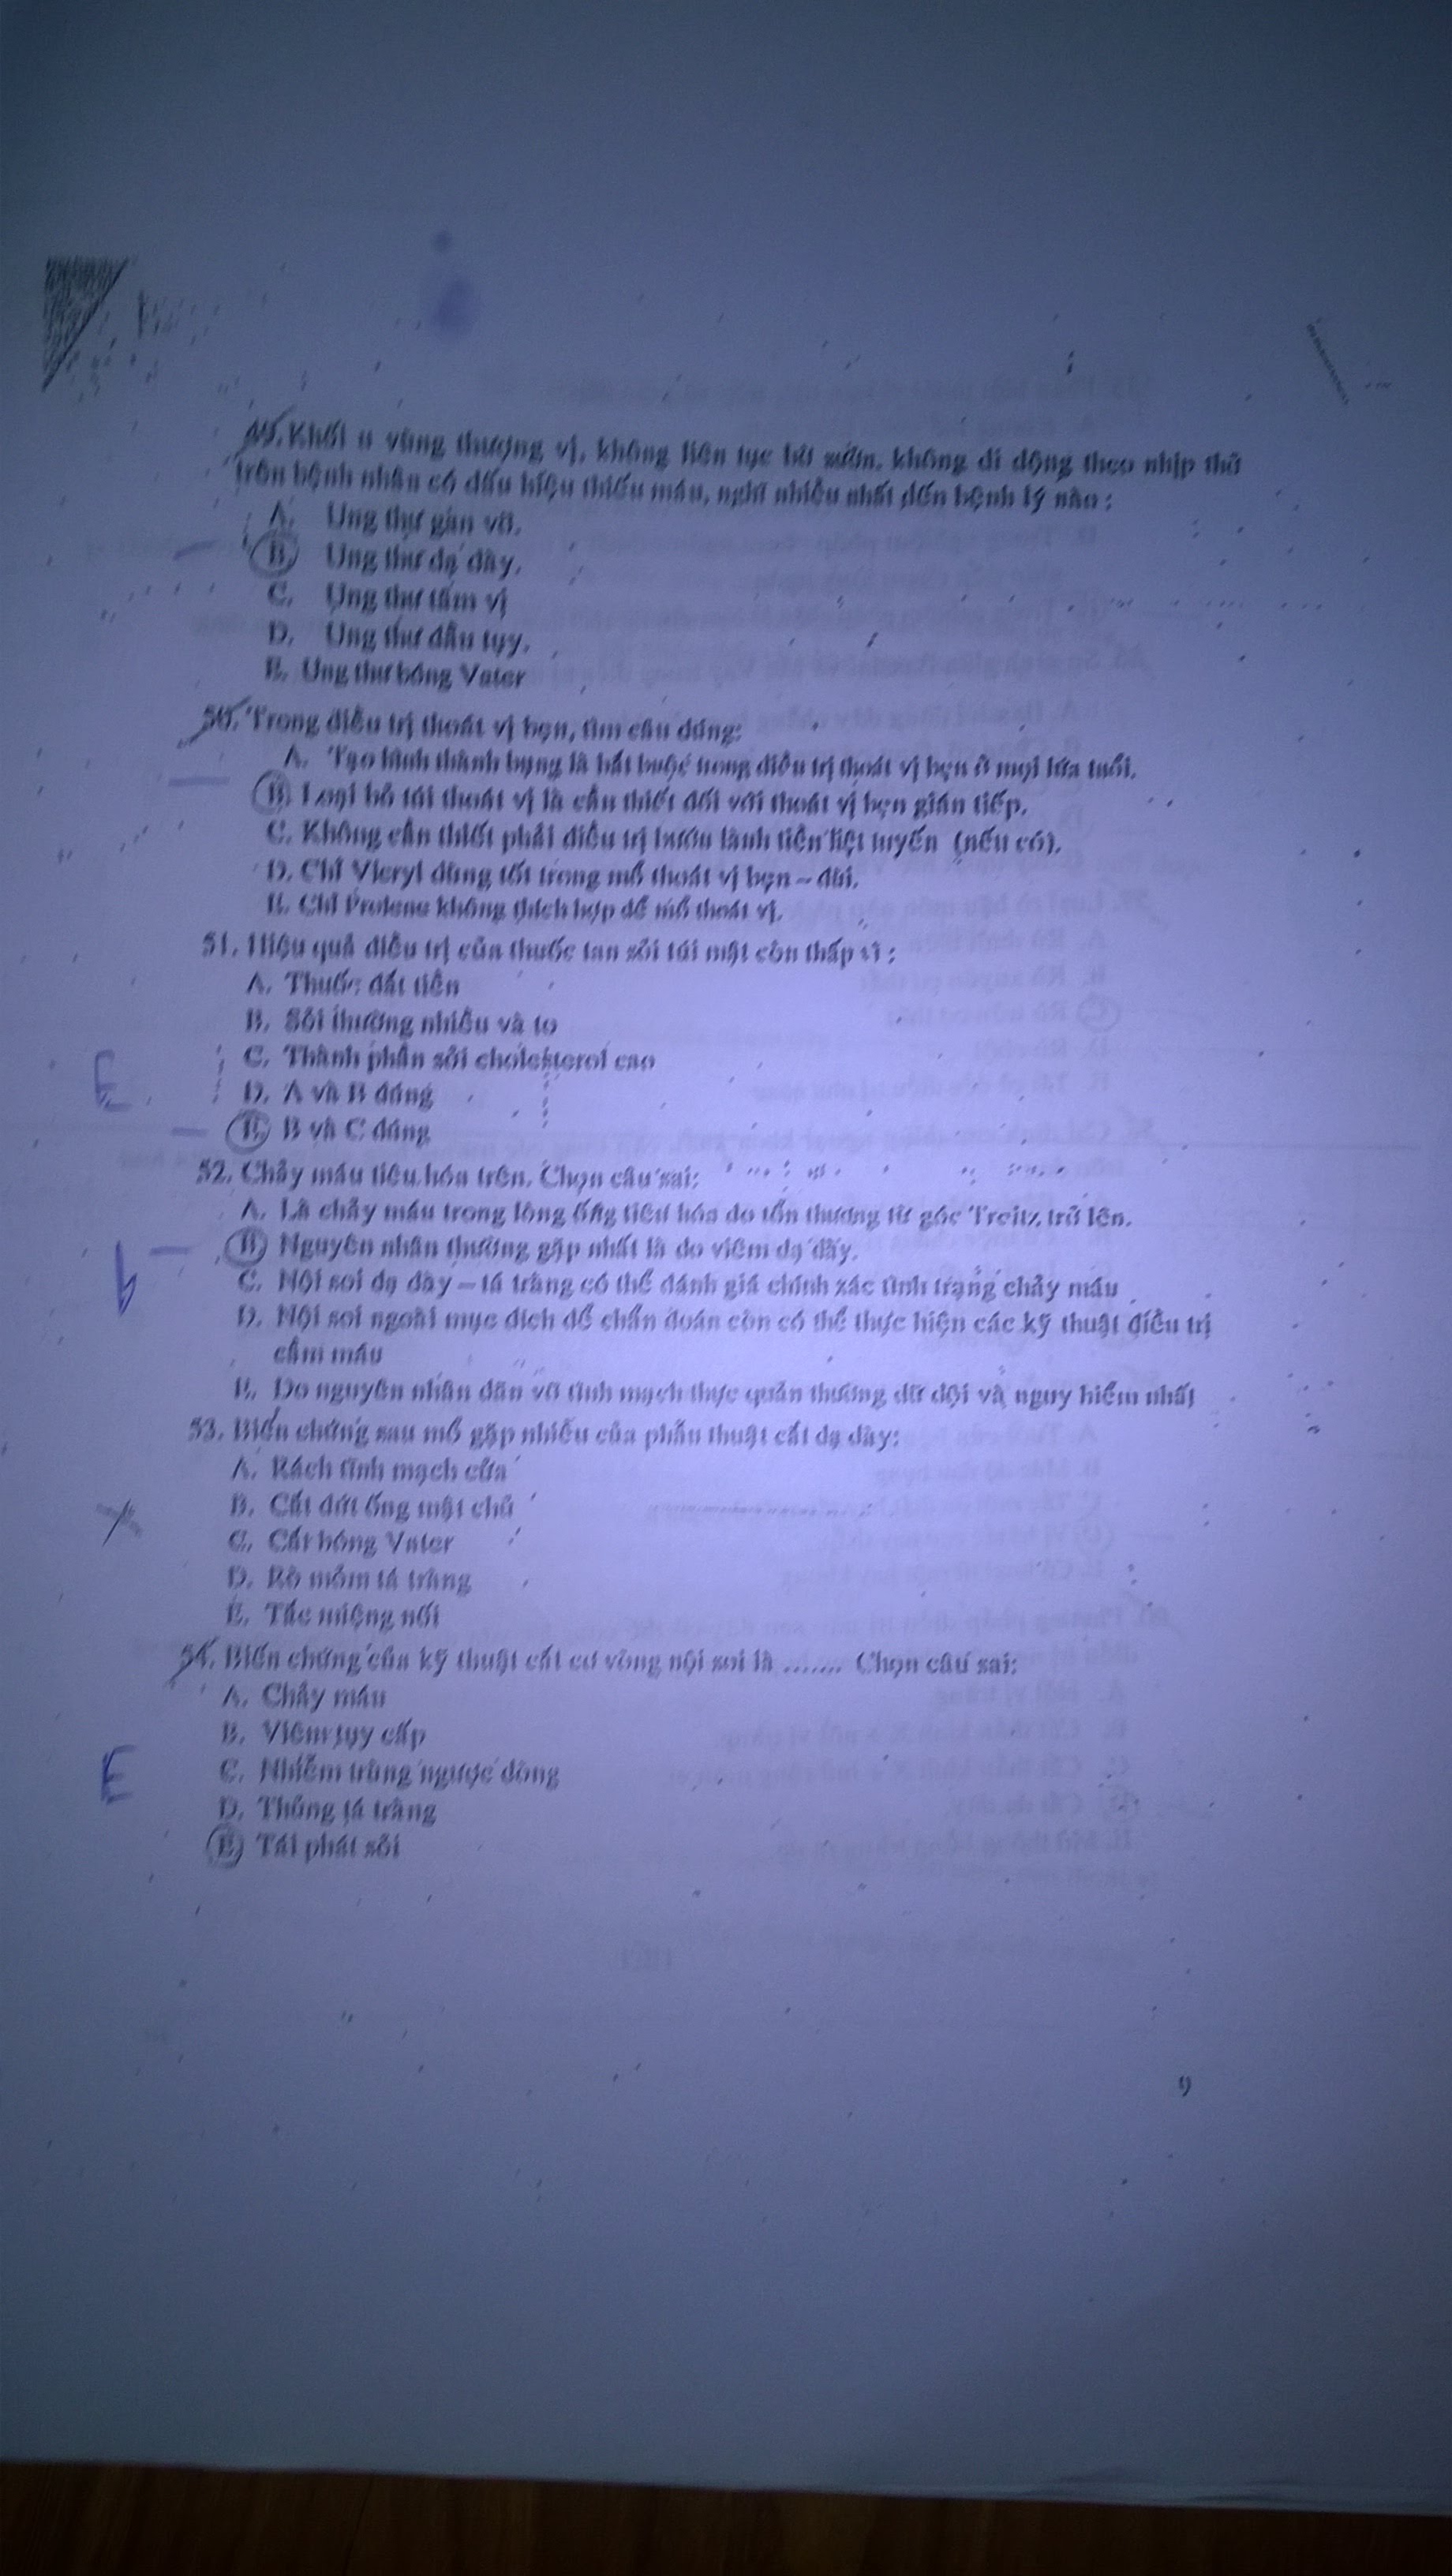 49. Khối u vùng thượng vị, không liên tục bờ sườn, không di động theo nhịp thở
trên bệnh nhân có dấu hiệu thiếu máu, nghĩ nhiều nhất đến bệnh lý nào :
A. Ung thư gan vỡ.
B. Ung thư dạ dày.
C. Ung thư tâm vị
D. Ung thư đầu tụy.
E. Ung thư bóng Vater
50. Trong điều trị thoát vị bẹn, tìm câu đúng:
A. Tạo hình thành bụng là bắt buộc trong điều trị thoát vị bẹn ở mọi lứa tuổi.
B. Loại bỏ túi thoát vị là cần thiết đối với thoát vị bẹn gián tiếp.
C. Không cần thiết phải điều trị bướu lành tiền liệt tuyến (nếu có).
D. Chỉ Vicryl dùng tốt trong mổ thoát vị bẹn – đùi.
E. Chỉ Prolene không thích hợp để mổ thoát vị.
51. Hiệu quả điều trị của thuốc tan sỏi túi mật còn thấp vì :
A. Thuốc đắt tiền
B. Sỏi thường nhiều và to
C. Thành phần sỏi cholesterol cao
E
D. A và B đúng
E. B và C đúng
52. Chảy máu tiêu hóa trên. Chọn câu sai:
A. Là chảy máu trong lòng ống tiêu hóa do tổn thương từ góc Treitz trở lên.
B. Nguyên nhân thường gặp nhất là do viêm dạ dày.
b
C. Nội soi dạ dày – tá tràng có thể đánh giá chính xác tình trạng chảy máu
D. Nội soi ngoài mục đích để chẩn đoán còn có thể thực hiện các kỹ thuật điều trị
cầm máu
E. Do nguyên nhân dãn vỡ tĩnh mạch thực quản thường dữ dội và nguy hiểm nhất
53. Biến chứng sau mổ gặp nhiều của phẫu thuật cắt dạ dày:
A. Rách tĩnh mạch cửa
B. Cắt đứt ống mật chủ
C. Cắt bóng Vater
D. Rò mỏm tá tràng
E. Tắc miệng nối
54. Biến chứng của kỹ thuật cắt cơ vòng nội soi là ....... Chọn câu sai:
A. Chảy máu
B. Viêm tụy cấp
C. Nhiễm trùng ngược dòng
E
D. Thủng tá tràng
E. Tái phát sỏi
9